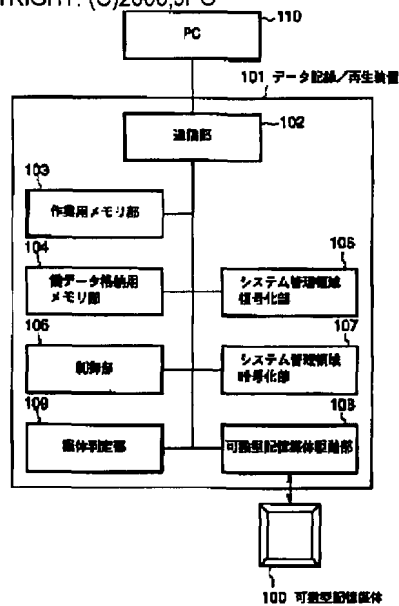 TRIGHT: (C)2000,JPO
110
PC
101 データ記録/再生装置
102
通信部
103
作業用メモリ部
104
鍵データ格納用
メモリ部
システム管理領域
復号化部
106
制御部
107
システム管理領域
暗号化部
109
媒体判定部
108
可搬型記憶媒体駆動部
100 可搬型記憶媒体